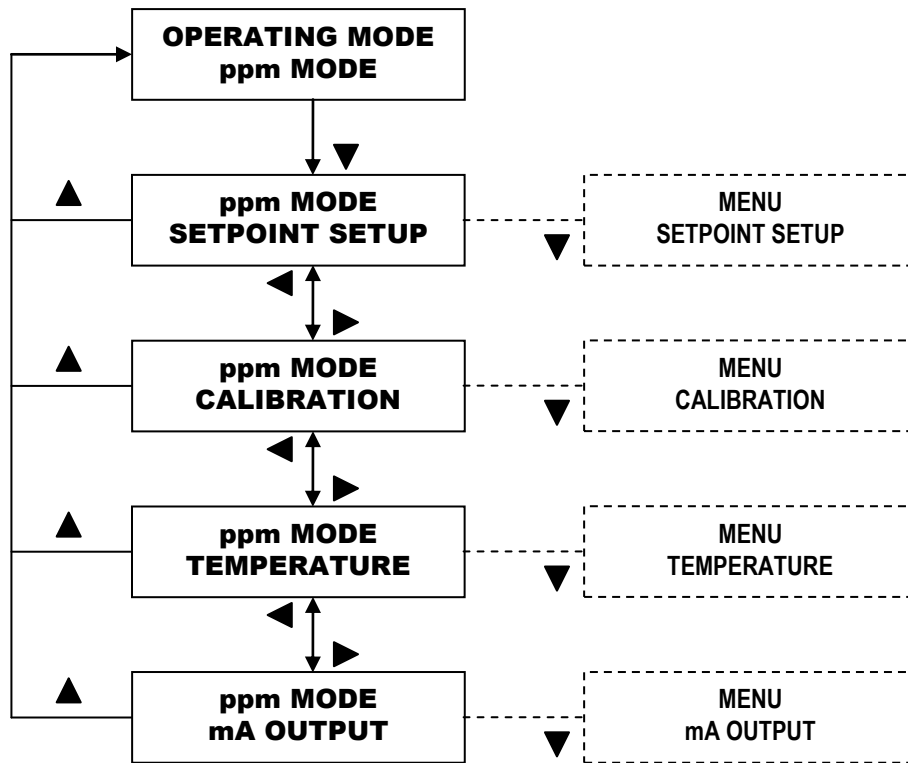 OPERATING MODE
ppm MODE
ppm MODE
SETPOINT SETUP
MENU
SETPOINT SETUP
ppm MODE
CALIBRATION
MENU
CALIBRATION
ppm MODE
TEMPERATURE
MENU
TEMPERATURE
ppm MODE
mA OUTPUT
MENU
mA OUTPUT